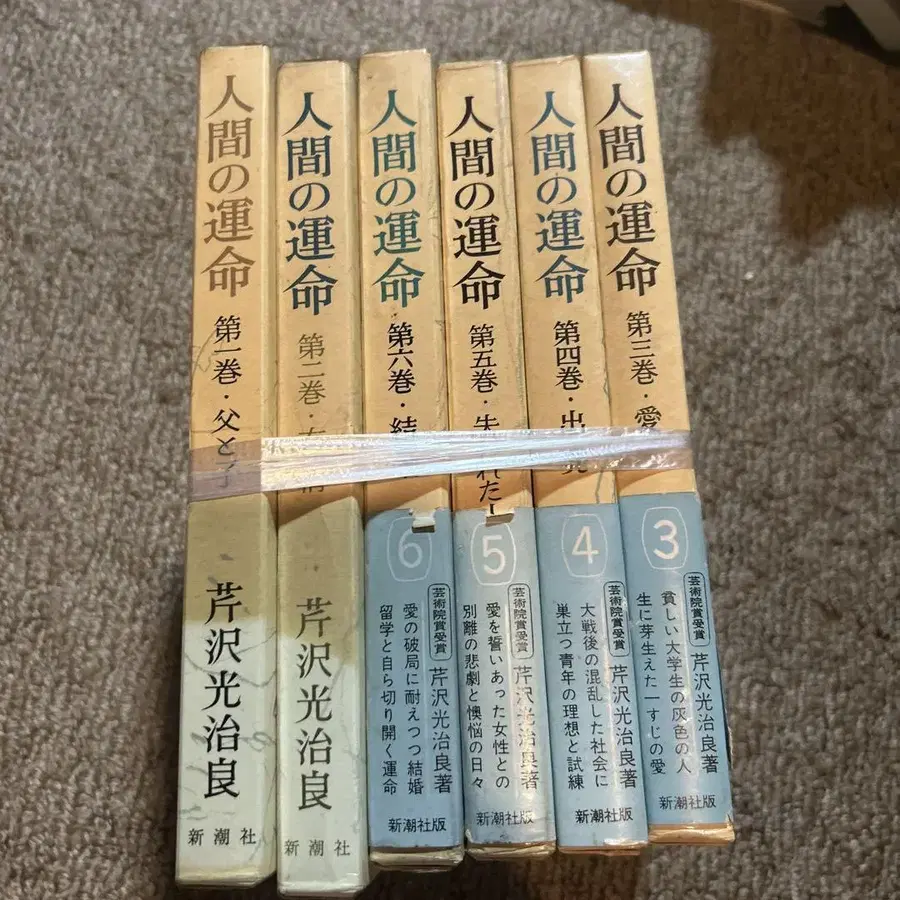 人間の運命
第一巻・父と子
芹沢光治良
新潮社
人間の運命
第二巻・
芹沢光治良
新潮社
人間の運命
第六巻・結
6
芸術院賞受賞 芹沢光治良著
愛の破局に耐えつつ結婚
留学と自ら切り開く運命
新潮社版
人間の運命
第五巻・失われた
5
芸術院賞受賞 芹沢光治良著
愛を誓いあった女性との
別離の悲劇と懊悩の日々
新潮社版
人間の運命
第四巻・出
4
芸術院賞受賞 芹沢光治良著
大戦後の混乱した社会に
巣立つ青年の理想と試練
新潮社版
人間の運命
第三巻・愛
3
芸術院賞受賞 芹沢光治良著
貧しい大学生の灰色の人
生に芽生えた一すじの愛
新潮社版